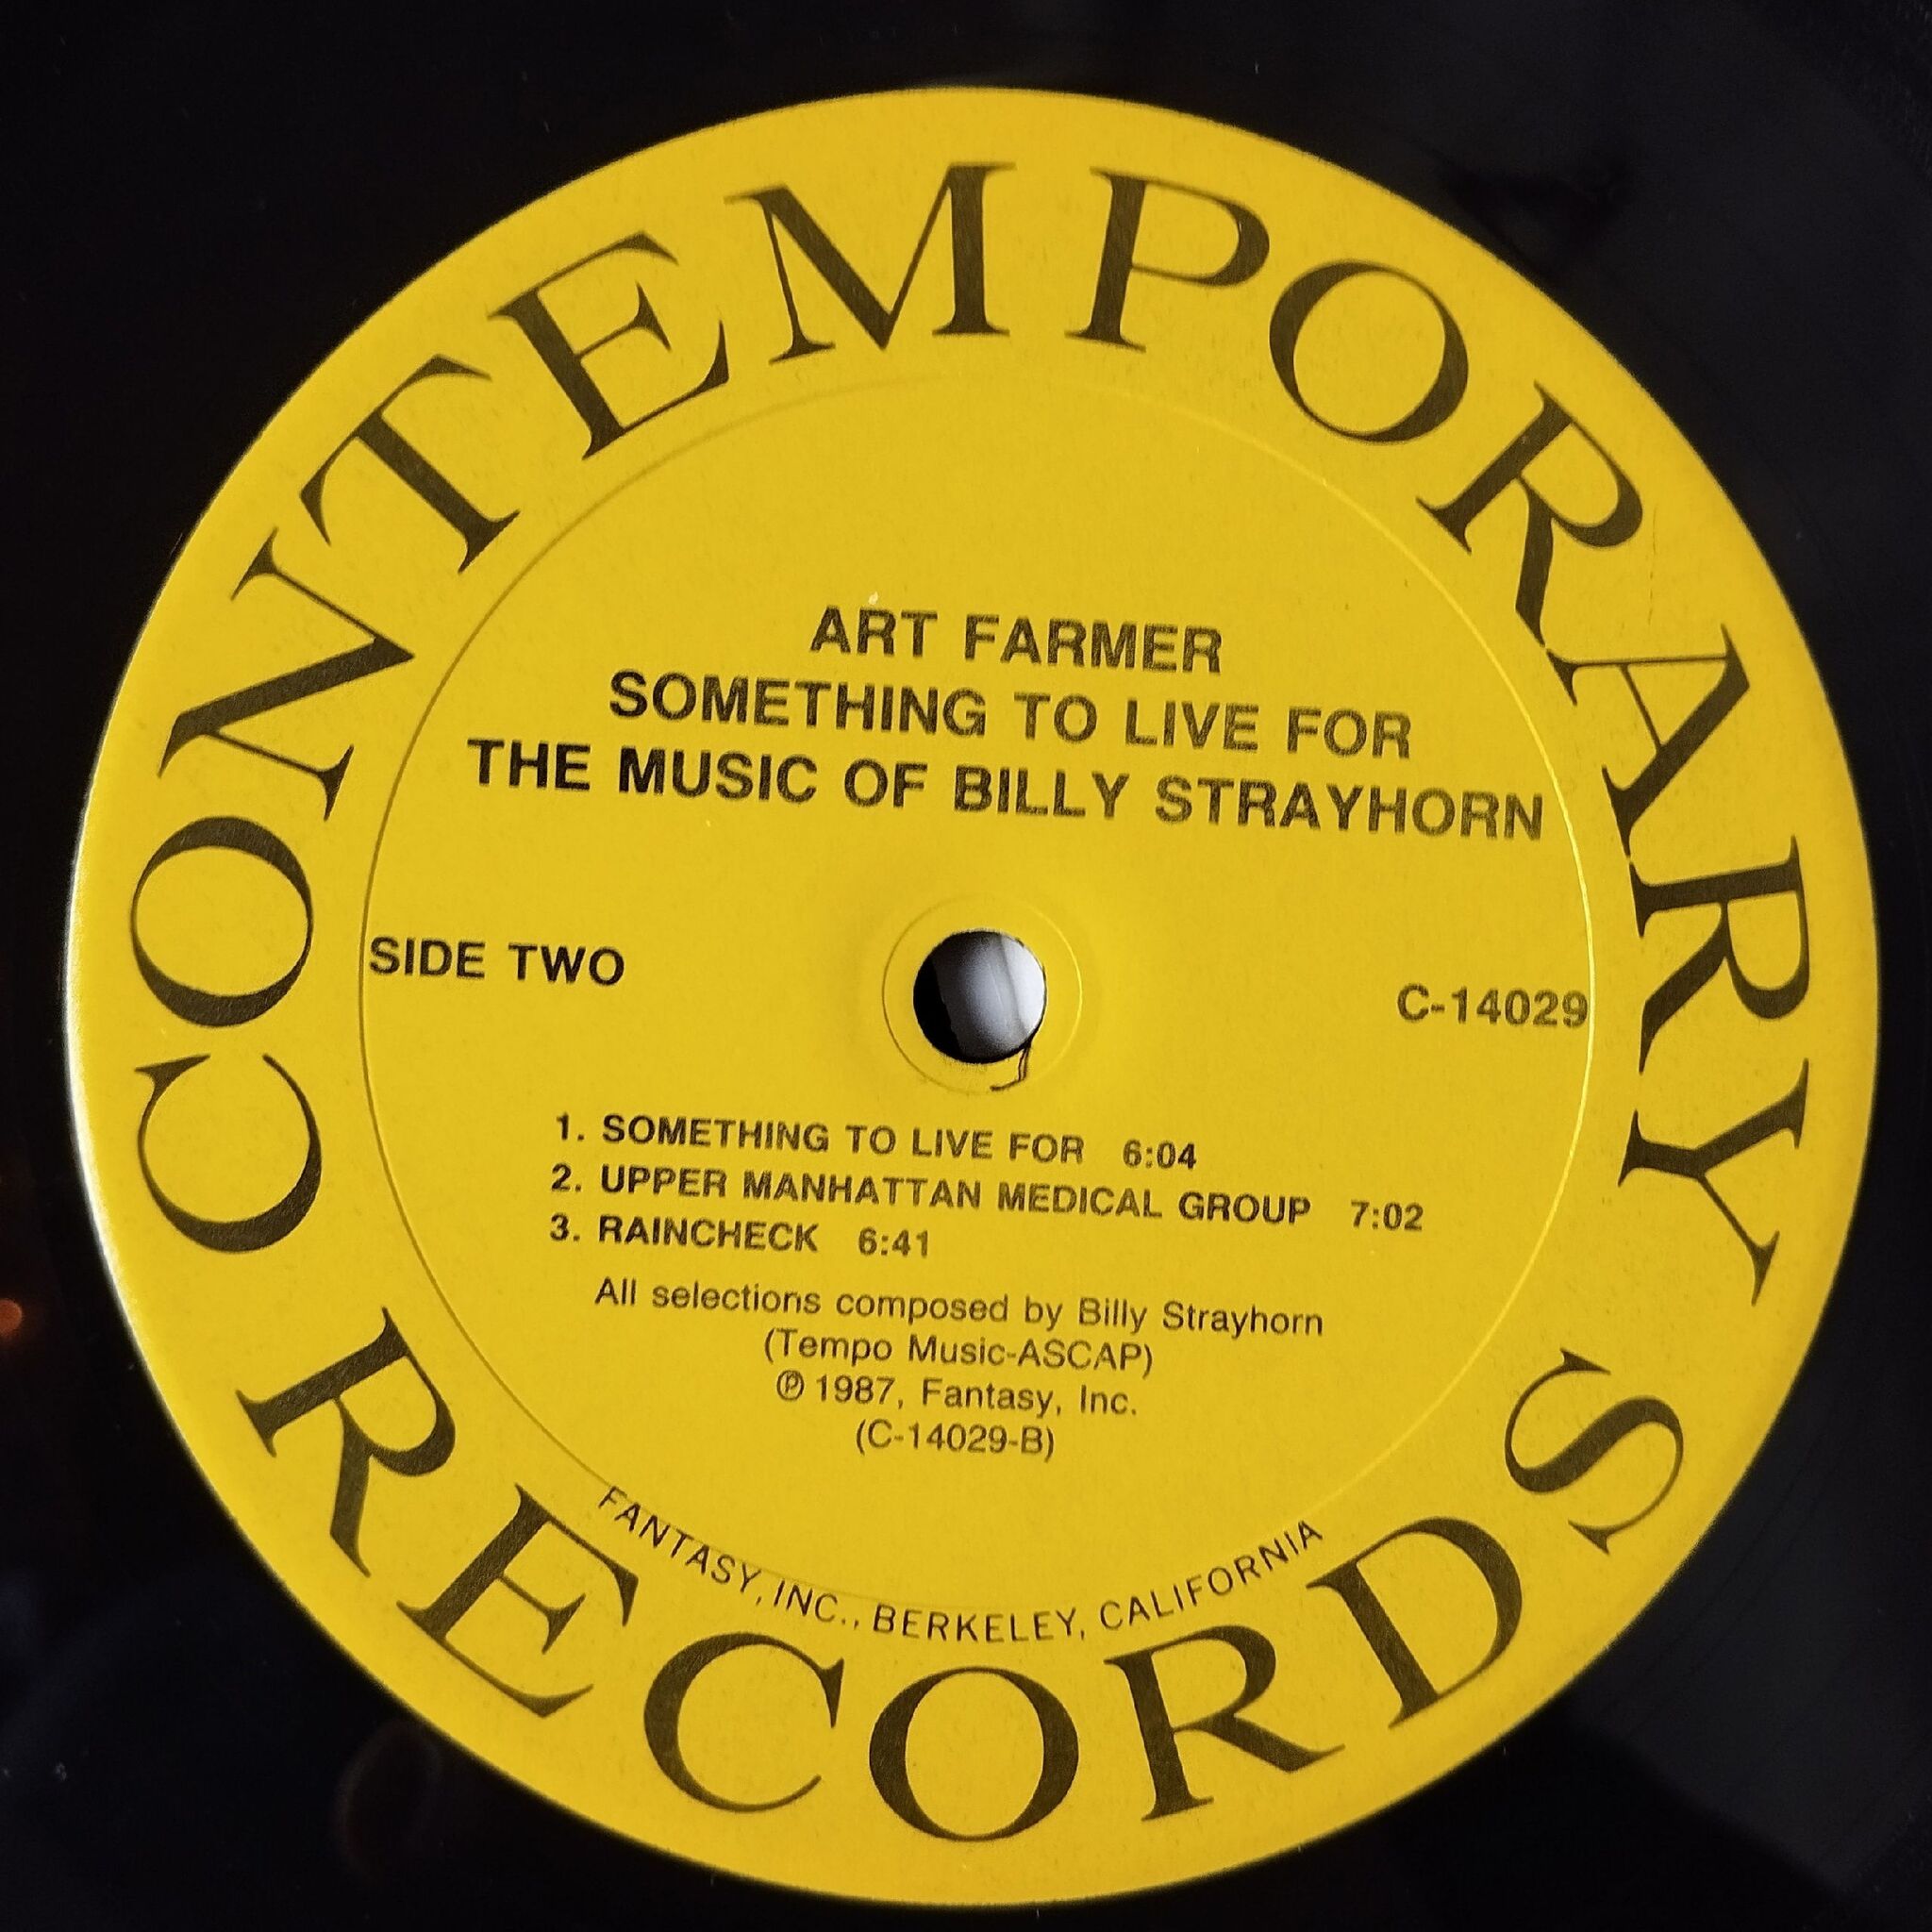 CONTEMPORARY
ART FARMER
SOMETHING TO LIVE FOR
THE MUSIC OF BILLY STRAYHORN
SIDE TWO
C-14029
1. SOMETHING TO LIVE FOR 6:04
2. UPPER MANHATTAN MEDICAL GROUP 7:02
3. RAINCHECK 6:41
All selections composed by Billy Strayhorn
(Tempo Music-ASCAP)
℗ 1987, Fantasy, Inc.
(C-14029-B)
FANTASY, INC., BERKELEY, CALIFORNIA
RECORDS